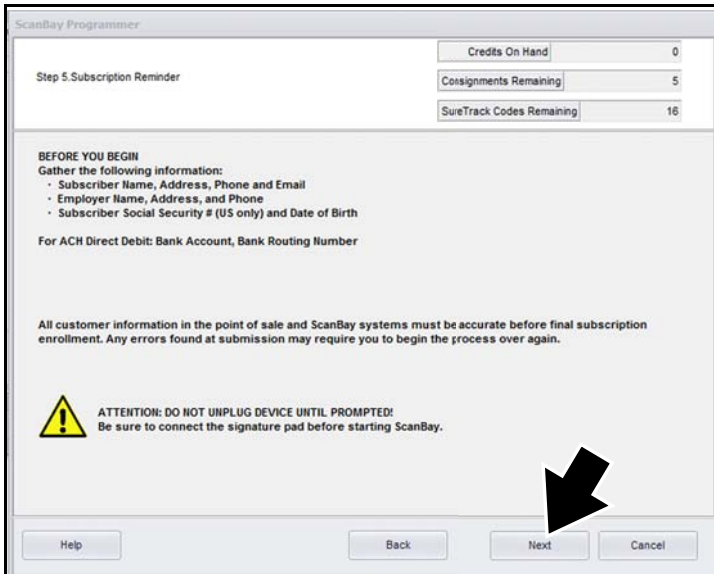 ScanBay Programmer
Credits On Hand 0
Step 5.Subscription Reminder
Consignments Remaining 5
SureTrack Codes Remaining 16
BEFORE YOU BEGIN
Gather the following information:
· Subscriber Name, Address, Phone and Email
· Employer Name, Address, and Phone
· Subscriber Social Security # (US only) and Date of Birth
For ACH Direct Debit: Bank Account, Bank Routing Number
All customer information in the point of sale and ScanBay systems must be accurate before final subscription
enrollment. Any errors found at submission may require you to begin the process over again.
ATTENTION: DO NOT UNPLUG DEVICE UNTIL PROMPTED!
Be sure to connect the signature pad before starting ScanBay.
Help Back Next Cancel